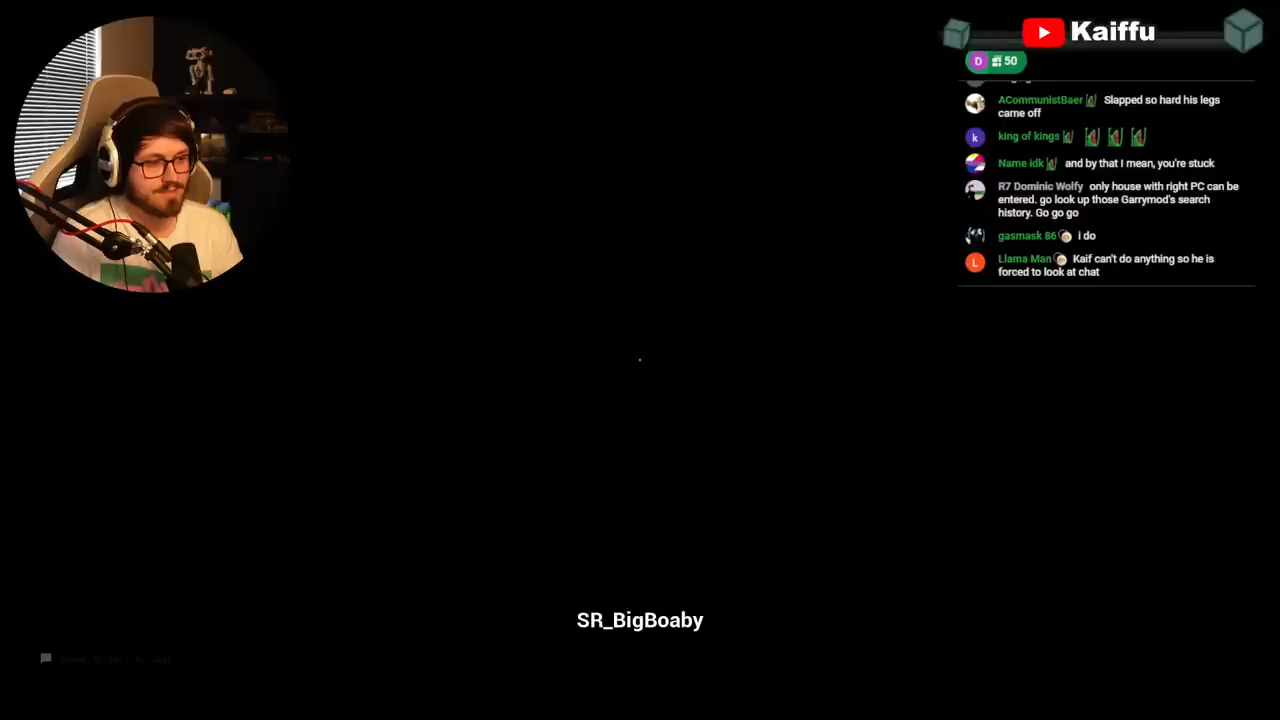 Kaiffu
D 50
ACommunistBaer Slapped so hard his legs
came off
k king of kings
Name idk and by that I mean, you're stuck
R7 Dominic Wolfy only house with right PC can be
entered. go look up those Garrymod's search
history. Go go go
gasmask 86 i do
L Llama Man Kaif can't do anything so he is
forced to look at chat
SR_BigBoaby